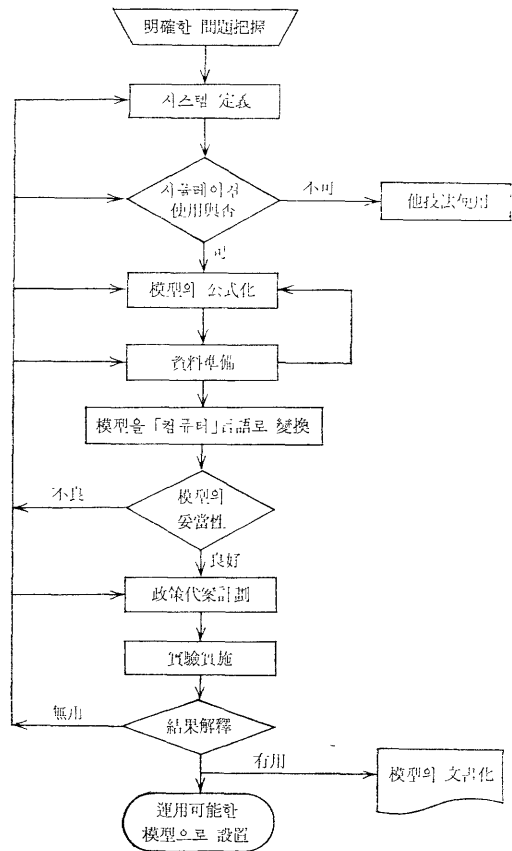 明確한 問題把握
시스템 定義
시뮬레이션
使用與否
不可
他技法使用
可
模型의 公式化
資料準備
模型을「컴퓨터」言語로 變換
模型의
妥當性
不良
良好
政策代案計劃
實驗實施
無用
結果解釋
有用
模型의 文書化
運用可能한
模型으로 設置